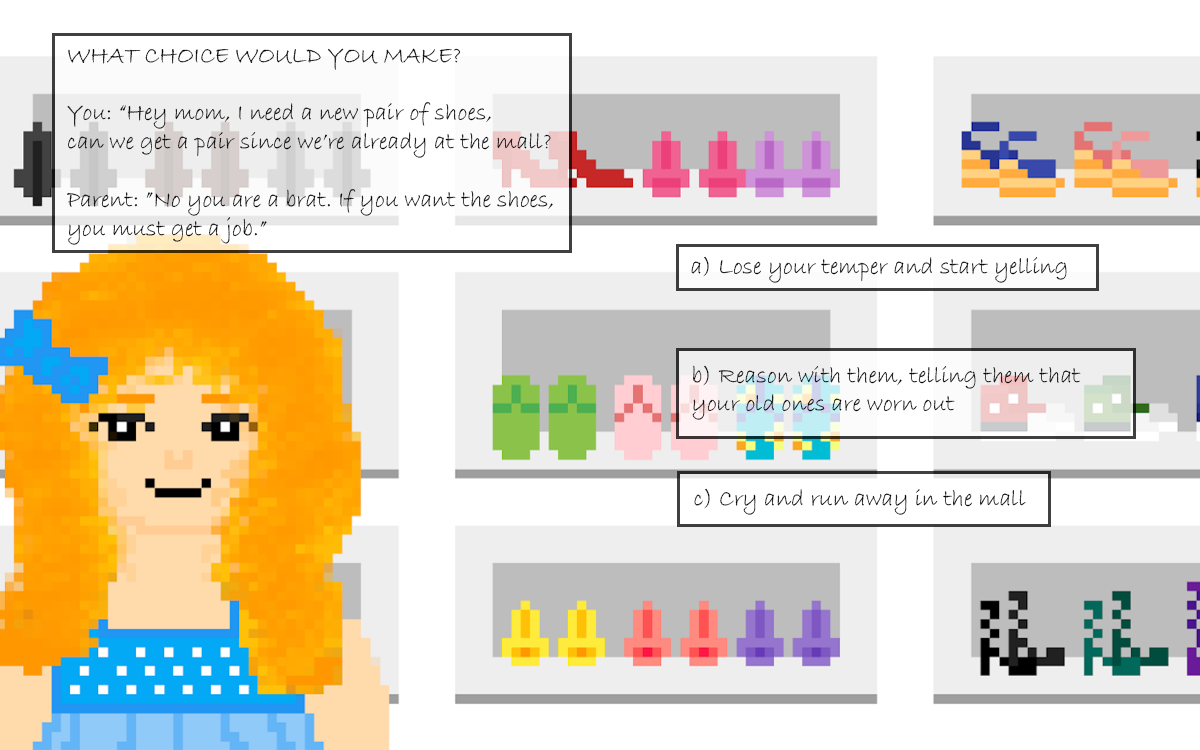 WHAT CHOICE WOULD YOU MAKE?
You: “Hey mom, I need a new pair of shoes,
can we get a pair since we’re already at the mall?
Parent: ”No you are a brat. If you want the shoes,
you must get a job.”
a) Lose your temper and start yelling
b) Reason with them, telling them that
your old ones are worn out
c) Cry and run away in the mall